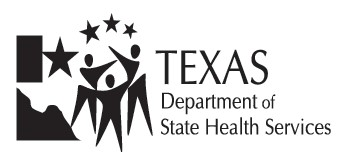 TEXAS
Department of
State Health Services